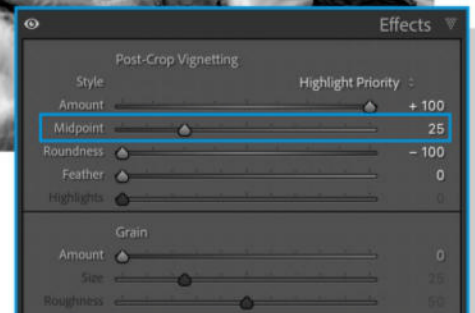 Effects
Post-Crop Vignetting
Style Highlight Priority
Amount + 100
Midpoint 25
Roundness - 100
Feather 0
Highlights 0
Grain
Amount 0
Size 25
Roughness 50